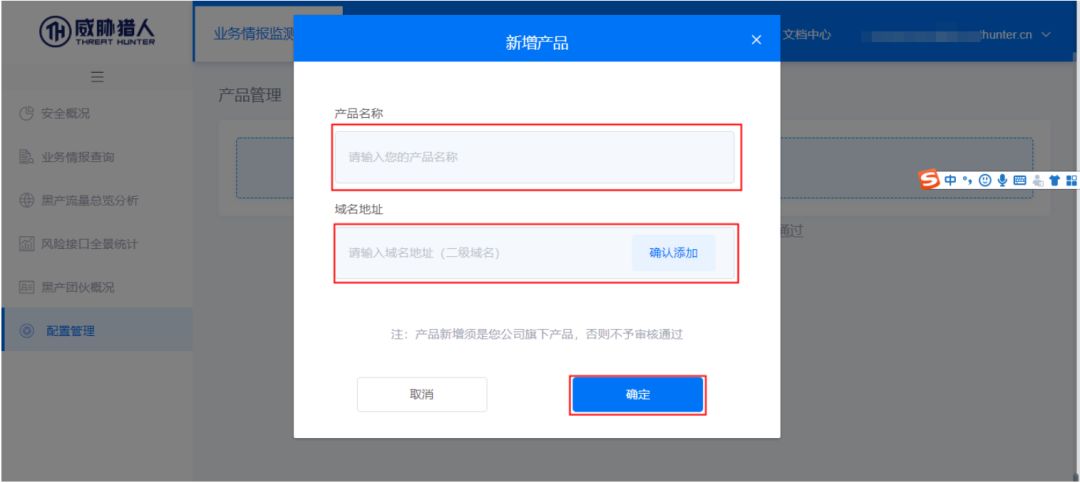 威胁猎人
THREAT HUNTER
业务情报监测
文档中心
hunter.cn
新增产品
产品管理
安全概况
业务情报查询
黑产流量总览分析
风险接口全景统计
黑产团伙概况
配置管理
产品名称
请输入您的产品名称
中
域名地址
请输入域名地址（二级域名）
确认添加
通过
注：产品新增须是您公司旗下产品，否则不予审核通过
取消
确定